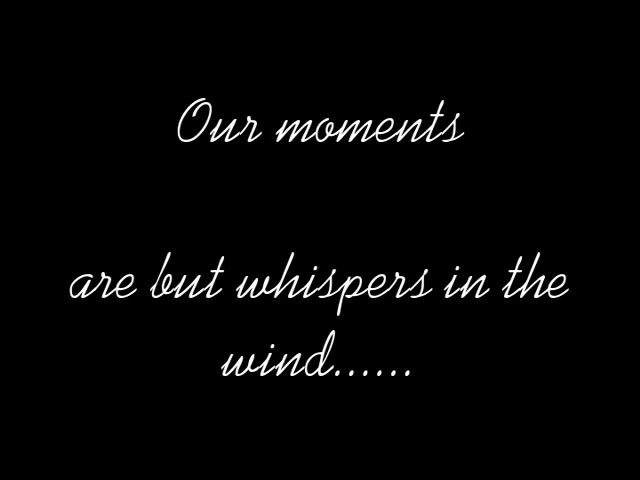 Our moments
are but whispers in the
wind......